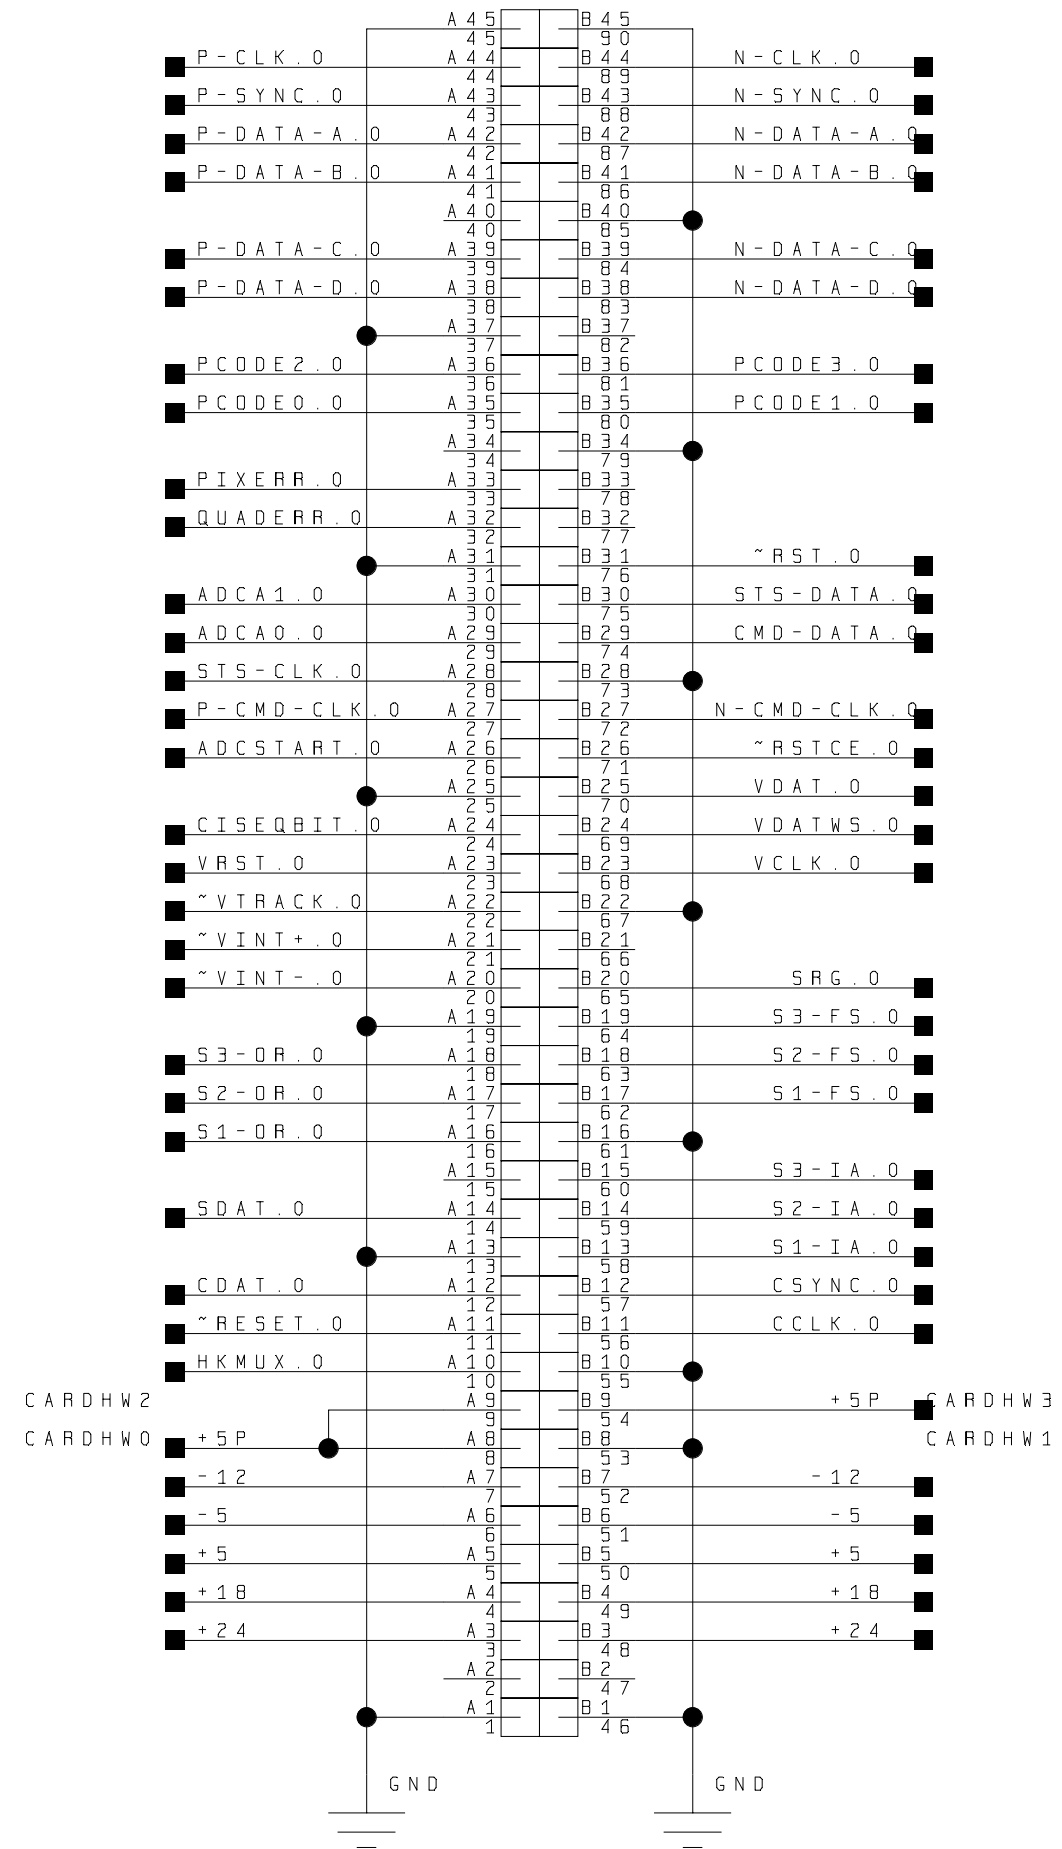 A45 B45
45 90
P-CLK.0 A44 B44 N-CLK.0
44 89
P-SYNC.0 A43 B43 N-SYNC.0
43 88
P-DATA-A.0 A42 B42 N-DATA-A.0
42 87
P-DATA-B.0 A41 B41 N-DATA-B.0
41 86
A40 B40
40 85
P-DATA-C.0 A39 B39 N-DATA-C.0
39 84
P-DATA-D.0 A38 B38 N-DATA-D.0
38 83
A37 B37
37 82
PCODE2.0 A36 B36 PCODE3.0
36 81
PCODE0.0 A35 B35 PCODE1.0
35 80
A34 B34
34 79
PIXERR.0 A33 B33
33 78
QUADERR.0 A32 B32
32 77
A31 B31 ~RST.0
31 76
ADCA1.0 A30 B30 STS-DATA.0
30 75
ADCA0.0 A29 B29 CMD-DATA.0
29 74
STS-CLK.0 A28 B28
28 73
P-CMD-CLK.0 A27 B27 N-CMD-CLK.0
27 72
ADCSTART.0 A26 B26 ~RSTCE.0
26 71
A25 B25 VDAT.0
25 70
CISEQBIT.0 A24 B24 VDATWS.0
24 69
VRST.0 A23 B23 VCLK.0
23 68
~VTRACK.0 A22 B22
22 67
~VINT+.0 A21 B21
21 66
~VINT-.0 A20 B20 SRG.0
20 65
A19 B19 S3-FS.0
19 64
S3-OR.0 A18 B18 S2-FS.0
18 63
S2-OR.0 A17 B17 S1-FS.0
17 62
S1-OR.0 A16 B16
16 61
A15 B15 S3-IA.0
15 60
SDAT.0 A14 B14 S2-IA.0
14 59
A13 B13 S1-IA.0
13 58
CDAT.0 A12 B12 CSYNC.0
12 57
~RESET.0 A11 B11 CCLK.0
11 56
HKMUX.0 A10 B10
10 55
CARDHW2 A9 B9 +5P CARDHW3
9 54
CARDHW0 +5P A8 B8 CARDHW1
8 53
-12 A7 B7 -12
7 52
-5 A6 B6 -5
6 51
+5 A5 B5 +5
5 50
+18 A4 B4 +18
4 49
+24 A3 B3 +24
3 48
A2 B2
2 47
A1 B1
1 46
GND GND